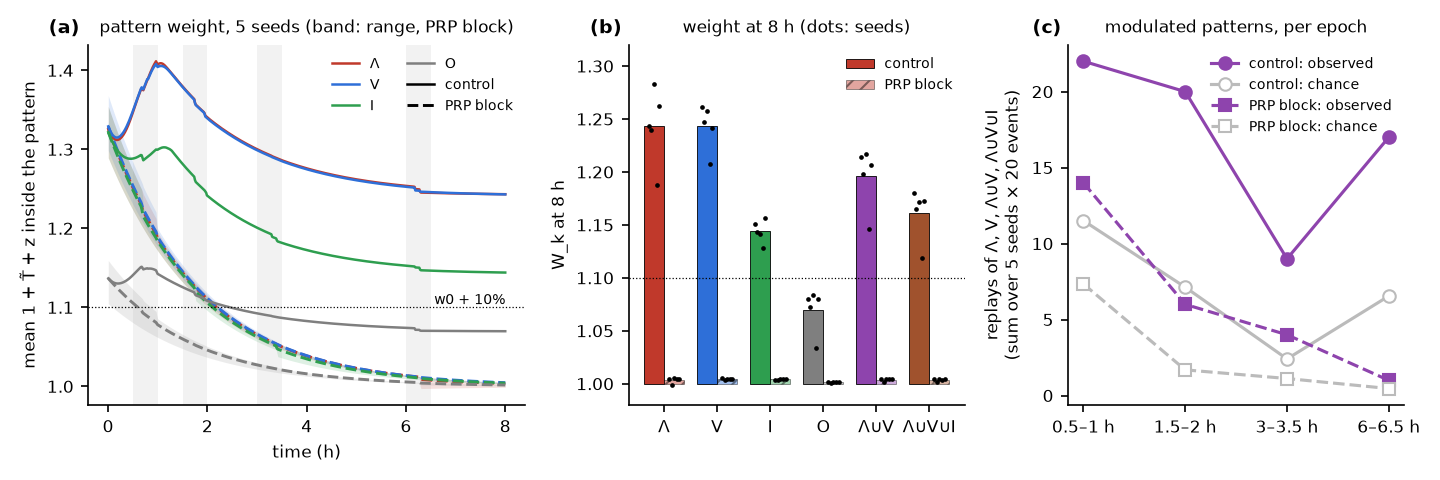 (a) pattern weight, 5 seeds (band: range, PRP block)
mean 1 + T̃ + z inside the pattern
1.4
1.3
1.2
1.1
1.0
Λ
V
I
O
control
PRP block
w0 + 10%
0
2
4
6
8
time (h)
(b) weight at 8 h (dots: seeds)
W_k at 8 h
1.30
1.25
1.20
1.15
1.10
1.05
1.00
control
PRP block
Λ
V
I
O
Λ∪V
Λ∪V∪I
(c) modulated patterns, per epoch
replays of Λ, V, Λ∪V, Λ∪V∪I
(sum over 5 seeds × 20 events)
20
15
10
5
0
control: observed
control: chance
PRP block: observed
PRP block: chance
0.5–1 h
1.5–2 h
3–3.5 h
6–6.5 h